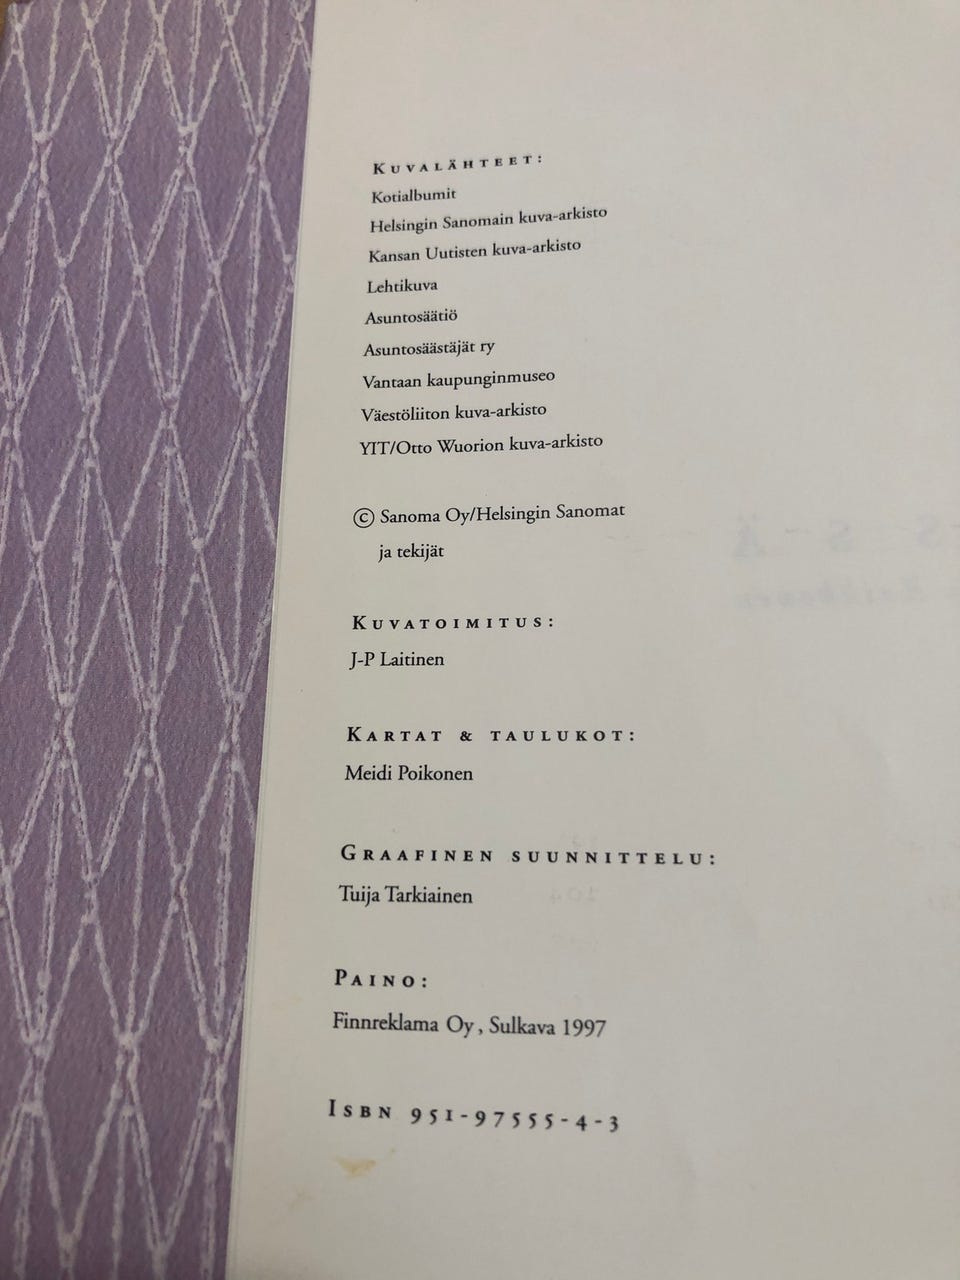 KUVALÄHTEET:
Kotialbumit
Helsingin Sanomain kuva-arkisto
Kansan Uutisten kuva-arkisto
Lehtikuva
Asuntosäätiö
Asuntosäästäjät ry
Vantaan kaupunginmuseo
Väestöliiton kuva-arkisto
YIT/Otto Wuorion kuva-arkisto
© Sanoma Oy/Helsingin Sanomat
ja tekijät
KUVATOIMITUS:
J-P Laitinen
KARTAT & TAULUKOT:
Meidi Poikonen
GRAAFINEN SUUNNITTELU:
Tuija Tarkiainen
PAINO:
Finnreklama Oy, Sulkava 1997
ISBN 951-97555-4-3